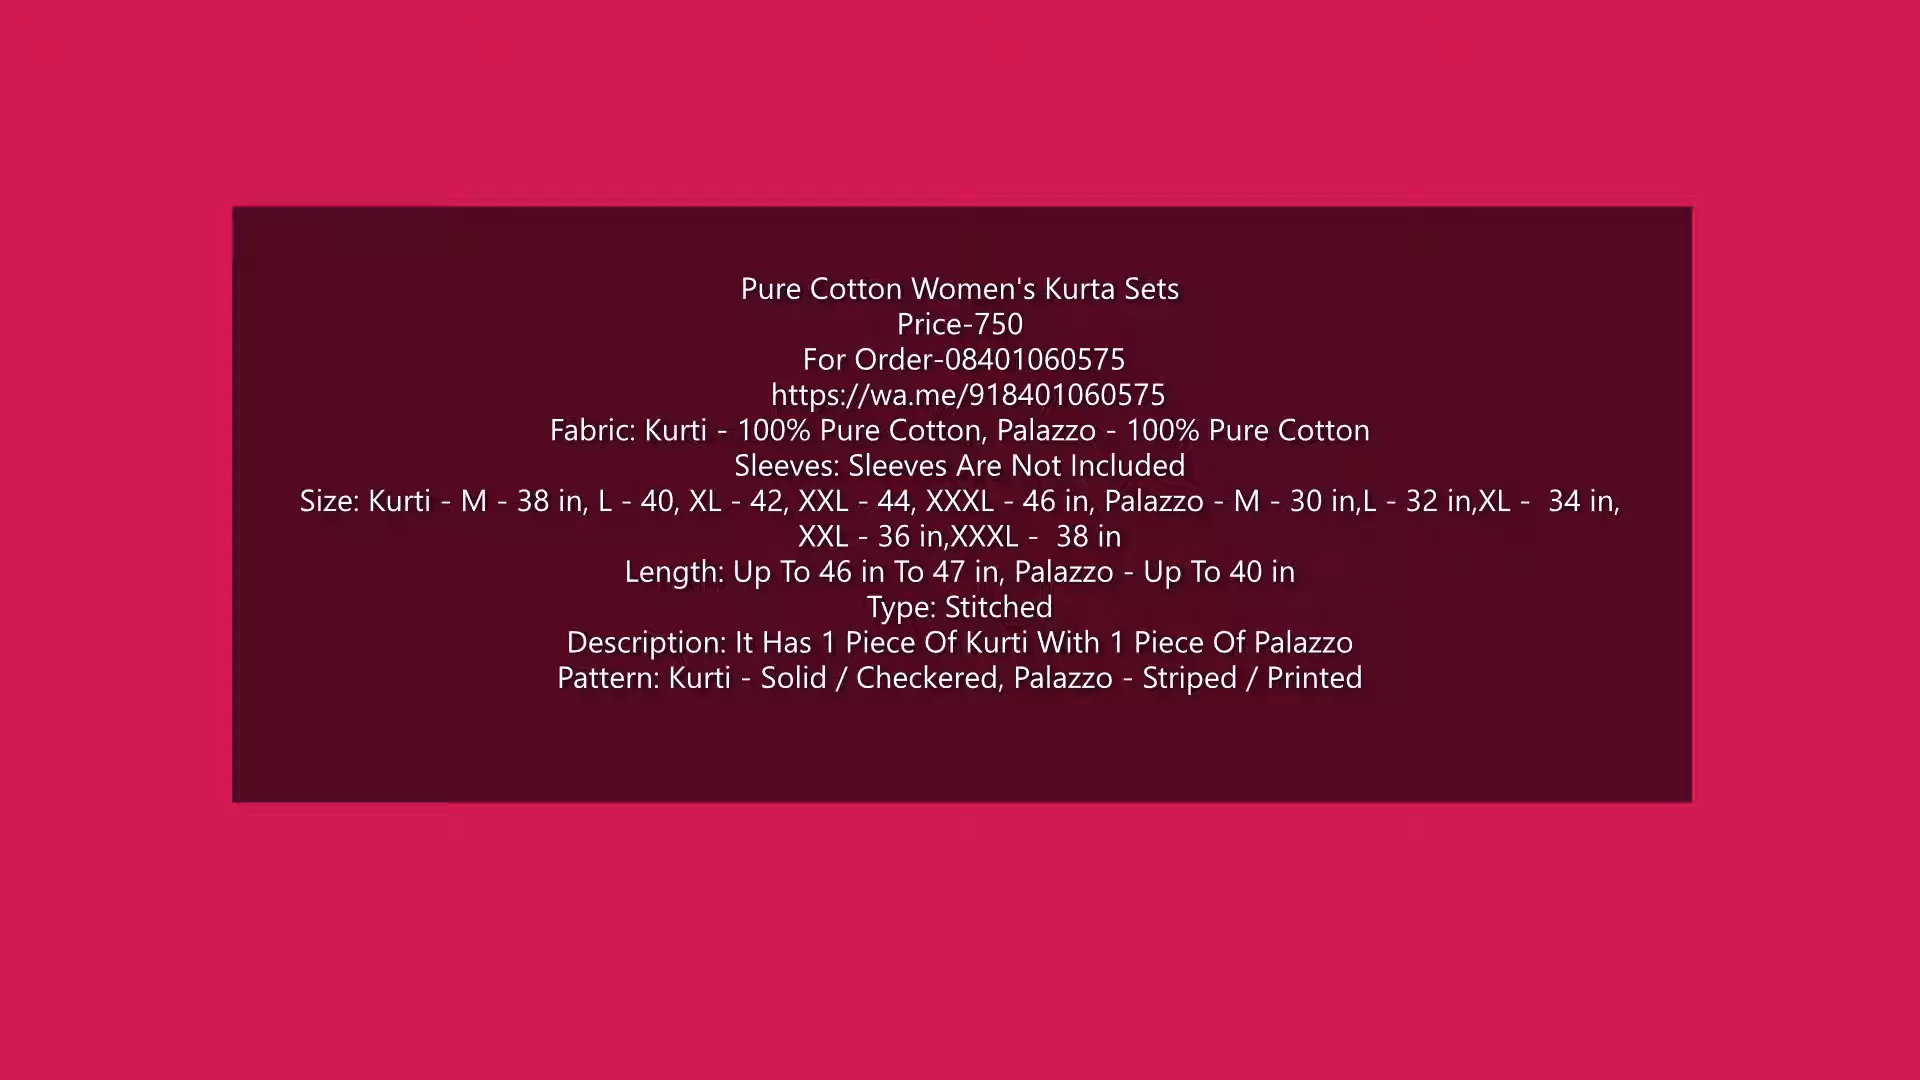 Pure Cotton Women's Kurta Sets
Price-750
For Order-08401060575
https://wa.me/918401060575
Fabric: Kurti - 100% Pure Cotton, Palazzo - 100% Pure Cotton
Sleeves: Sleeves Are Not Included
Size: Kurti - M - 38 in, L - 40, XL - 42, XXL - 44, XXXL - 46 in, Palazzo - M - 30 in,L - 32 in,XL -  34 in,
XXL - 36 in,XXXL -  38 in
Length: Up To 46 in To 47 in, Palazzo - Up To 40 in
Type: Stitched
Description: It Has 1 Piece Of Kurti With 1 Piece Of Palazzo
Pattern: Kurti - Solid / Checkered, Palazzo - Striped / Printed